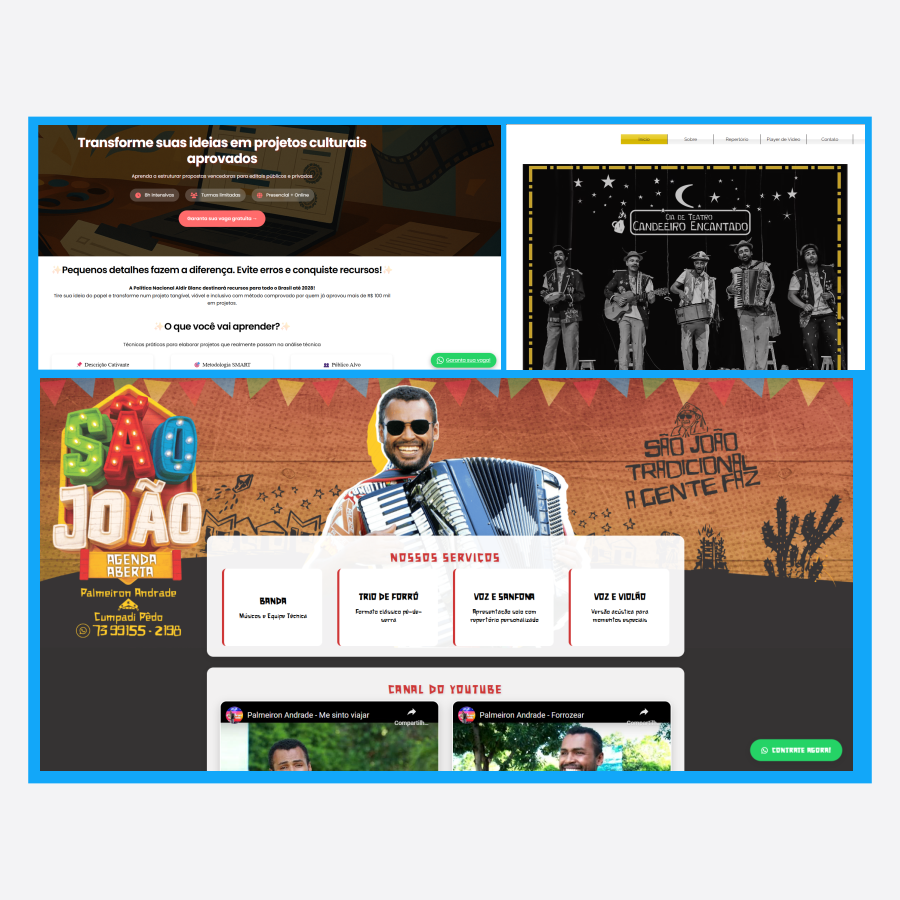 Transforme suas ideias em projetos culturais
aprovados
Aprenda a estruturar propostas vencedoras para editais públicos e privados
8h Intensivas
Turmas limitadas
Presencial + Online
Garanta sua vaga gratuita →
Pequenos detalhes fazem a diferença. Evite erros e conquiste recursos!
A Política Nacional Aldir Blanc destinará recursos para todo o Brasil até 2028!
Tire sua ideia do papel e transforme num projeto tangível, viável e inclusivo com método comprovado por quem já aprovou mais de R$ 100 mil
em projetos.
O que você vai aprender?
Técnicas práticas para elaborar projetos que realmente passam na análise técnica
Descrição Cativante
Metodologia SMART
Público Alvo
Garanta sua vaga!
Início
Sobre
Repertório
Player de Vídeo
Contato
CIA DE TEATRO
CANDEEIRO ENCANTADO
SÃO
JOÃO
AGENDA
ABERTA
Palmeiron Andrade
Cumpadi Pêdo
73 99155-2198
SÃO JOÃO
TRADICIONAL
A GENTE FAZ
NOSSOS SERVIÇOS
BANDA
Músicos e Equipe Técnica
TRIO DE FORRÓ
Formato clássico pé-de-
serra
VOZ E SANFONA
Apresentação solo com
repertório personalizado
VOZ E VIOLÃO
Versão acústica para
momentos especiais
CANAL DO YOUTUBE
Palmeiron Andrade - Me sinto viajar
Compartilh...
Palmeiron Andrade - Forrozear
Compartilh...
CONTRATE AGORA!